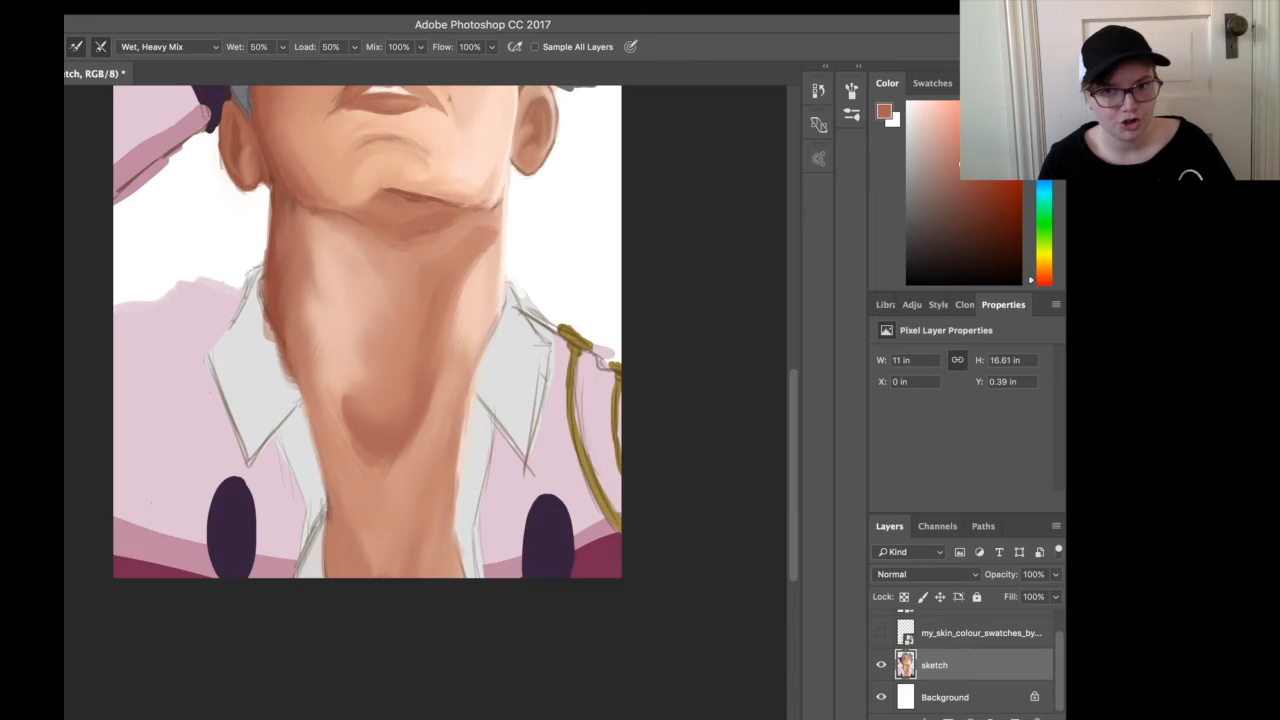 Adobe Photoshop CC 2017
Wet, Heavy Mix Wet: 50% Load: 50% Mix: 100% Flow: 100% Sample All Layers
etch, RGB/8) *
Color Swatches
Libra Adju Style Clon Properties
Pixel Layer Properties
W: 11 in H: 16.61 in
X: 0 in Y: 0.39 in
Layers Channels Paths
Kind
Normal Opacity: 100%
Lock: Fill: 100%
my_skin_colour_swatches_by...
sketch
Background